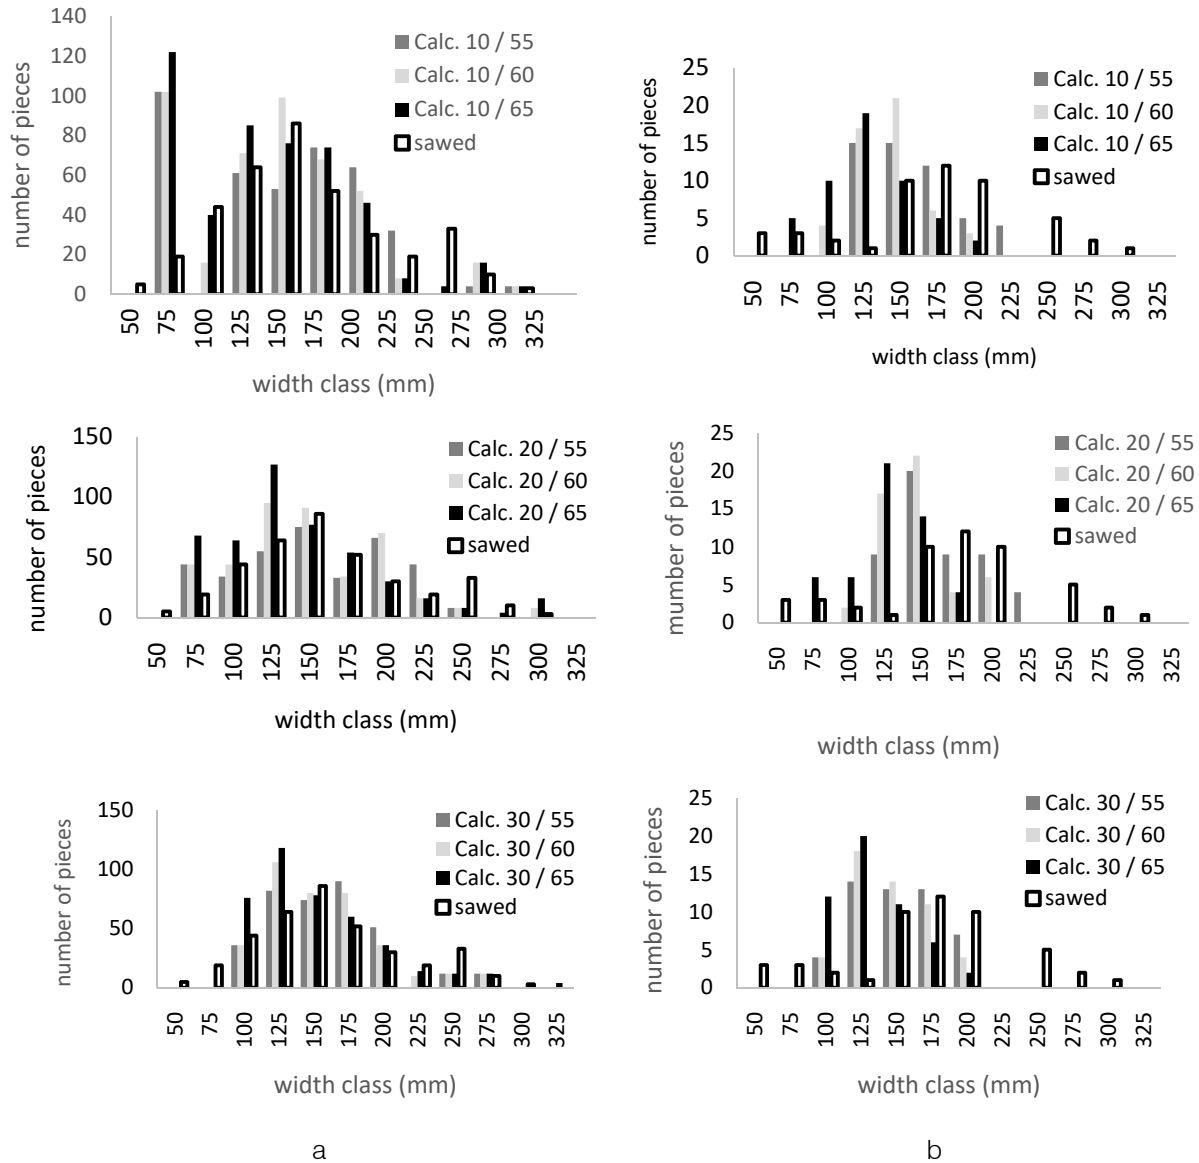 140
120
100
80
60
40
20
0
number of pieces
Calc. 10 / 55
Calc. 10 / 60
Calc. 10 / 65
sawed
50 75 100 125 150 175 200 225 250 275 300 325
width class (mm)
25
20
15
10
5
0
number of pieces
Calc. 10 / 55
Calc. 10 / 60
Calc. 10 / 65
sawed
50 75 100 125 150 175 200 225 250 275 300 325
width class (mm)
150
100
50
0
number of pieces
Calc. 20 / 55
Calc. 20 / 60
Calc. 20 / 65
sawed
50 75 100 125 150 175 200 225 250 275 300 325
width class (mm)
25
20
15
10
5
0
mumber of pieces
Calc. 20 / 55
Calc. 20 / 60
Calc. 20 / 65
sawed
50 75 100 125 150 175 200 225 250 275 300 325
width class (mm)
150
100
50
0
number of pieces
Calc. 30 / 55
Calc. 30 / 60
Calc. 30 / 65
sawed
50 75 100 125 150 175 200 225 250 275 300 325
width class (mm)
25
20
15
10
5
0
number of pieces
Calc. 30 / 55
Calc. 30 / 60
Calc. 30 / 65
sawed
50 75 100 125 150 175 200 225 250 275 300 325
width class (mm)
a
b